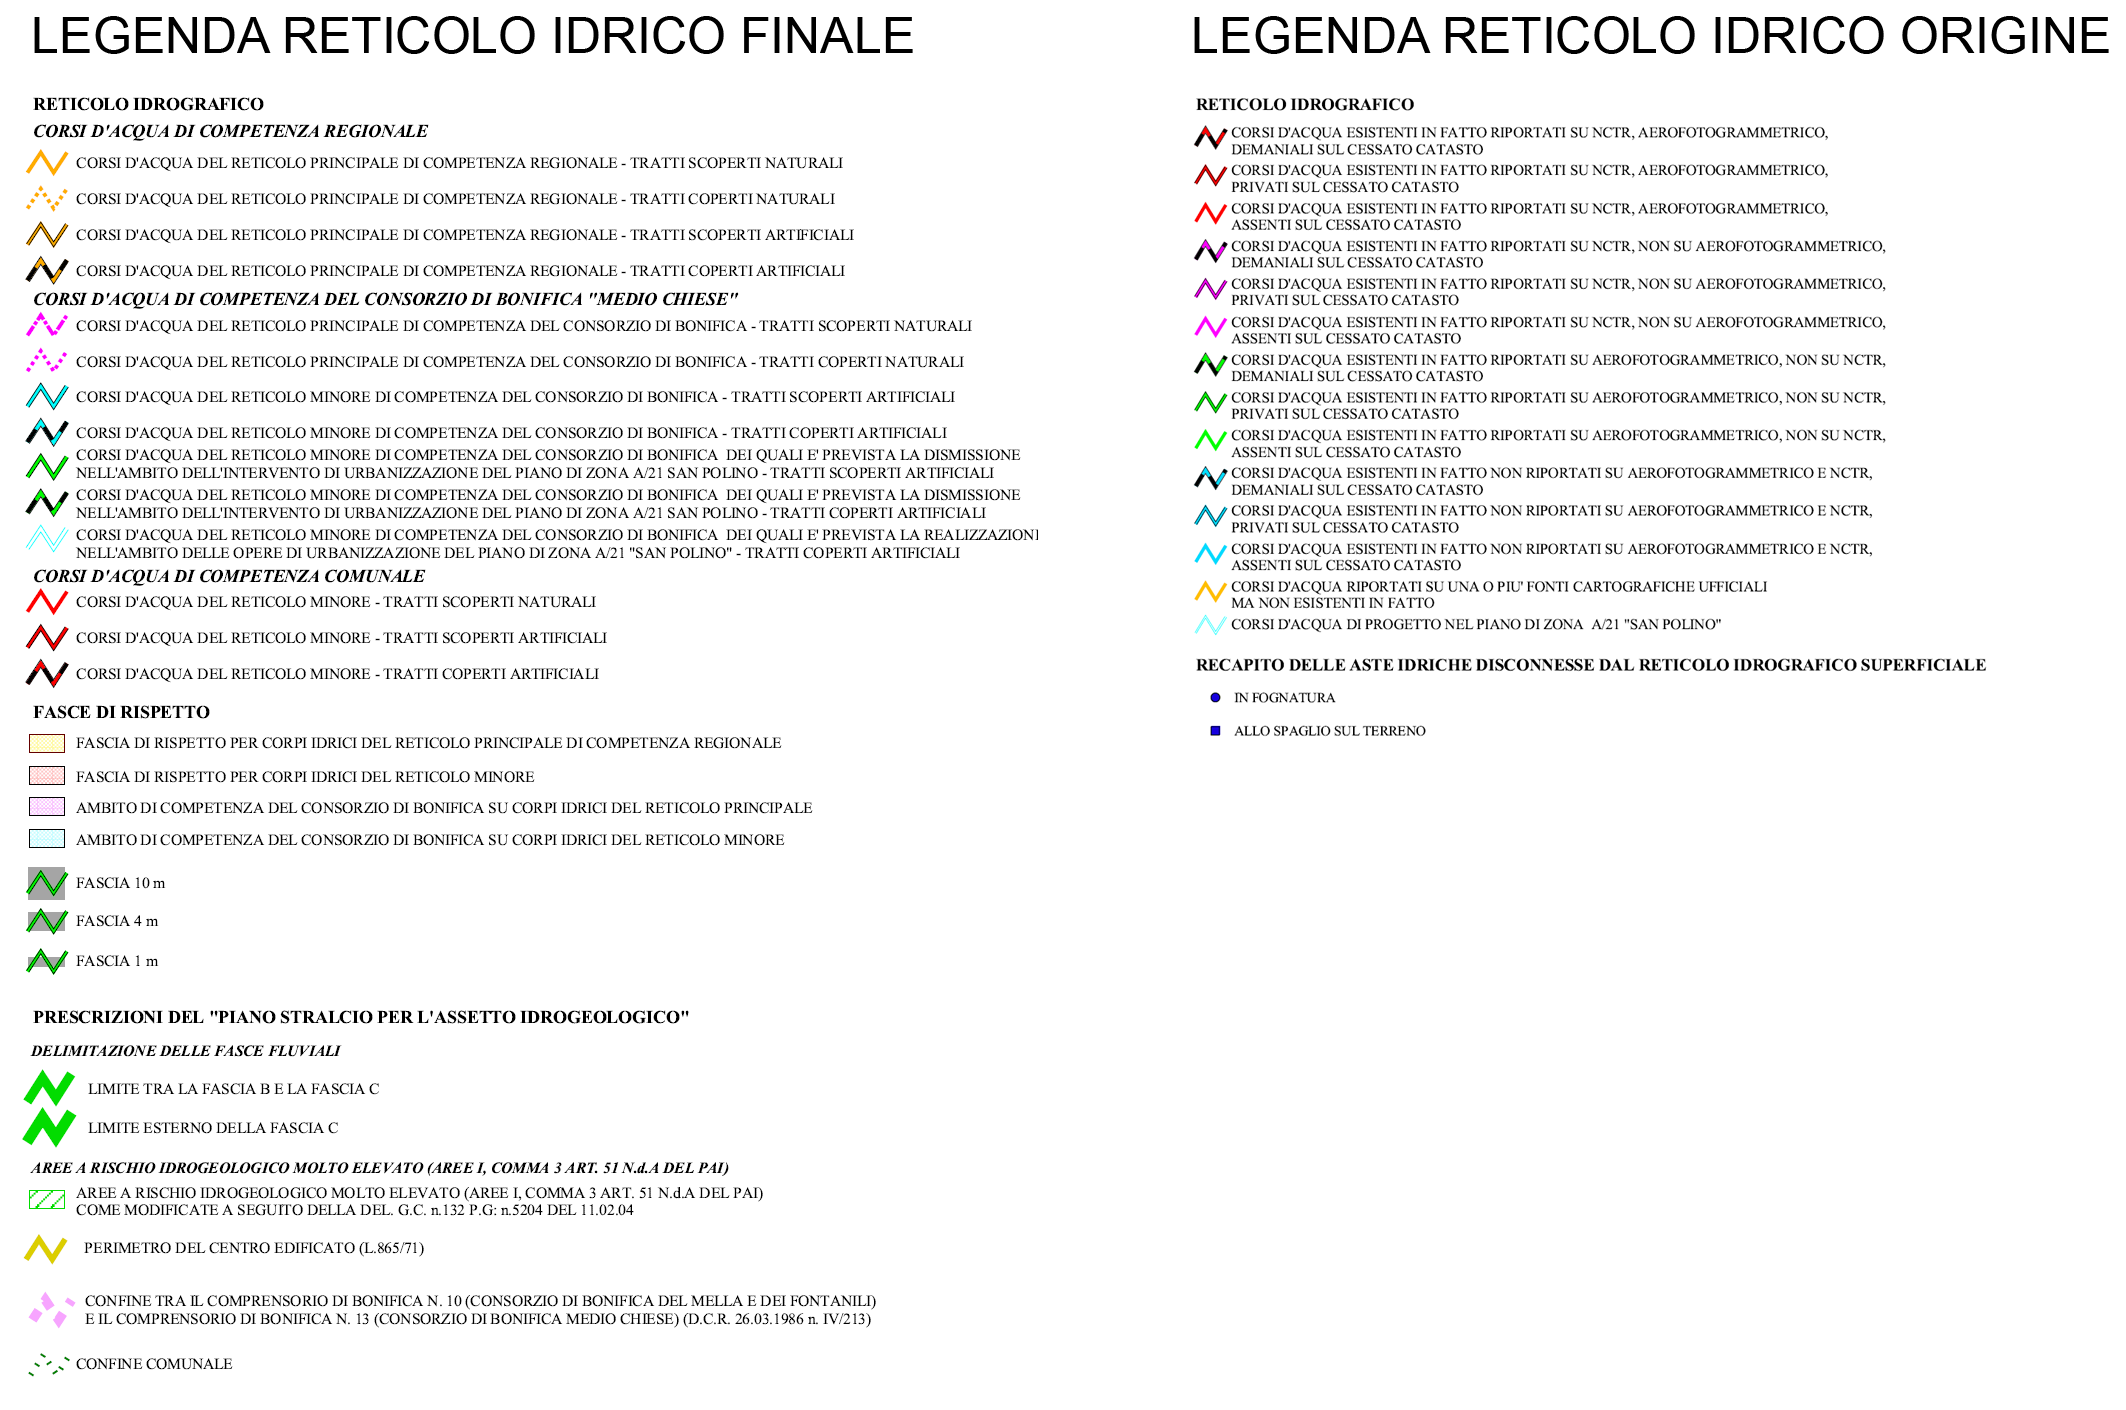 LEGENDA RETICOLO IDRICO FINALE
RETICOLO IDROGRAFICO
CORSI D'ACQUA DI COMPETENZA REGIONALE
CORSI D'ACQUA DEL RETICOLO PRINCIPALE DI COMPETENZA REGIONALE - TRATTI SCOPERTI NATURALI
CORSI D'ACQUA DEL RETICOLO PRINCIPALE DI COMPETENZA REGIONALE - TRATTI COPERTI NATURALI
CORSI D'ACQUA DEL RETICOLO PRINCIPALE DI COMPETENZA REGIONALE - TRATTI SCOPERTI ARTIFICIALI
CORSI D'ACQUA DEL RETICOLO PRINCIPALE DI COMPETENZA REGIONALE - TRATTI COPERTI ARTIFICIALI
CORSI D'ACQUA DI COMPETENZA DEL CONSORZIO DI BONIFICA "MEDIO CHIESE"
CORSI D'ACQUA DEL RETICOLO PRINCIPALE DI COMPETENZA DEL CONSORZIO DI BONIFICA - TRATTI SCOPERTI NATURALI
CORSI D'ACQUA DEL RETICOLO PRINCIPALE DI COMPETENZA DEL CONSORZIO DI BONIFICA - TRATTI COPERTI NATURALI
CORSI D'ACQUA DEL RETICOLO MINORE DI COMPETENZA DEL CONSORZIO DI BONIFICA - TRATTI SCOPERTI ARTIFICIALI
CORSI D'ACQUA DEL RETICOLO MINORE DI COMPETENZA DEL CONSORZIO DI BONIFICA - TRATTI COPERTI ARTIFICIALI
CORSI D'ACQUA DEL RETICOLO MINORE DI COMPETENZA DEL CONSORZIO DI BONIFICA DEI QUALI E' PREVISTA LA DISMISSIONE
NELL'AMBITO DELL'INTERVENTO DI URBANIZZAZIONE DEL PIANO DI ZONA A/21 SAN POLINO - TRATTI SCOPERTI ARTIFICIALI
CORSI D'ACQUA DEL RETICOLO MINORE DI COMPETENZA DEL CONSORZIO DI BONIFICA DEI QUALI E' PREVISTA LA DISMISSIONE
NELL'AMBITO DELL'INTERVENTO DI URBANIZZAZIONE DEL PIANO DI ZONA A/21 SAN POLINO - TRATTI COPERTI ARTIFICIALI
CORSI D'ACQUA DEL RETICOLO MINORE DI COMPETENZA DEL CONSORZIO DI BONIFICA DEI QUALI E' PREVISTA LA REALIZZAZIONI
NELL'AMBITO DELLE OPERE DI URBANIZZAZIONE DEL PIANO DI ZONA A/21 "SAN POLINO" - TRATTI COPERTI ARTIFICIALI
CORSI D'ACQUA DI COMPETENZA COMUNALE
CORSI D'ACQUA DEL RETICOLO MINORE - TRATTI SCOPERTI NATURALI
CORSI D'ACQUA DEL RETICOLO MINORE - TRATTI SCOPERTI ARTIFICIALI
CORSI D'ACQUA DEL RETICOLO MINORE - TRATTI COPERTI ARTIFICIALI
FASCE DI RISPETTO
FASCIA DI RISPETTO PER CORPI IDRICI DEL RETICOLO PRINCIPALE DI COMPETENZA REGIONALE
FASCIA DI RISPETTO PER CORPI IDRICI DEL RETICOLO MINORE
AMBITO DI COMPETENZA DEL CONSORZIO DI BONIFICA SU CORPI IDRICI DEL RETICOLO PRINCIPALE
AMBITO DI COMPETENZA DEL CONSORZIO DI BONIFICA SU CORPI IDRICI DEL RETICOLO MINORE
FASCIA 10 m
FASCIA 4 m
FASCIA 1 m
PRESCRIZIONI DEL "PIANO STRALCIO PER L'ASSETTO IDROGEOLOGICO"
DELIMITAZIONE DELLE FASCE FLUVIALI
LIMITE TRA LA FASCIA B E LA FASCIA C
LIMITE ESTERNO DELLA FASCIA C
AREE A RISCHIO IDROGEOLOGICO MOLTO ELEVATO (AREE I, COMMA 3 ART. 51 N.d.A DEL PAI)
AREE A RISCHIO IDROGEOLOGICO MOLTO ELEVATO (AREE I, COMMA 3 ART. 51 N.d.A DEL PAI)
COME MODIFICATE A SEGUITO DELLA DEL. G.C. n.132 P.G: n.5204 DEL 11.02.04
PERIMETRO DEL CENTRO EDIFICATO (L.865/71)
CONFINE TRA IL COMPRENSORIO DI BONIFICA N. 10 (CONSORZIO DI BONIFICA DEL MELLA E DEI FONTANILI)
E IL COMPRENSORIO DI BONIFICA N. 13 (CONSORZIO DI BONIFICA MEDIO CHIESE) (D.C.R. 26.03.1986 n. IV/213)
CONFINE COMUNALE
LEGENDA RETICOLO IDRICO ORIGINE
RETICOLO IDROGRAFICO
CORSI D'ACQUA ESISTENTI IN FATTO RIPORTATI SU NCTR, AEROFOTOGRAMMETRICO,
DEMANIALI SUL CESSATO CATASTO
CORSI D'ACQUA ESISTENTI IN FATTO RIPORTATI SU NCTR, AEROFOTOGRAMMETRICO,
PRIVATI SUL CESSATO CATASTO
CORSI D'ACQUA ESISTENTI IN FATTO RIPORTATI SU NCTR, AEROFOTOGRAMMETRICO,
ASSENTI SUL CESSATO CATASTO
CORSI D'ACQUA ESISTENTI IN FATTO RIPORTATI SU NCTR, NON SU AEROFOTOGRAMMETRICO,
DEMANIALI SUL CESSATO CATASTO
CORSI D'ACQUA ESISTENTI IN FATTO RIPORTATI SU NCTR, NON SU AEROFOTOGRAMMETRICO,
PRIVATI SUL CESSATO CATASTO
CORSI D'ACQUA ESISTENTI IN FATTO RIPORTATI SU NCTR, NON SU AEROFOTOGRAMMETRICO,
ASSENTI SUL CESSATO CATASTO
CORSI D'ACQUA ESISTENTI IN FATTO RIPORTATI SU AEROFOTOGRAMMETRICO, NON SU NCTR,
DEMANIALI SUL CESSATO CATASTO
CORSI D'ACQUA ESISTENTI IN FATTO RIPORTATI SU AEROFOTOGRAMMETRICO, NON SU NCTR,
PRIVATI SUL CESSATO CATASTO
CORSI D'ACQUA ESISTENTI IN FATTO RIPORTATI SU AEROFOTOGRAMMETRICO, NON SU NCTR,
ASSENTI SUL CESSATO CATASTO
CORSI D'ACQUA ESISTENTI IN FATTO NON RIPORTATI SU AEROFOTOGRAMMETRICO E NCTR,
DEMANIALI SUL CESSATO CATASTO
CORSI D'ACQUA ESISTENTI IN FATTO NON RIPORTATI SU AEROFOTOGRAMMETRICO E NCTR,
PRIVATI SUL CESSATO CATASTO
CORSI D'ACQUA ESISTENTI IN FATTO NON RIPORTATI SU AEROFOTOGRAMMETRICO E NCTR,
ASSENTI SUL CESSATO CATASTO
CORSI D'ACQUA RIPORTATI SU UNA O PIU' FONTI CARTOGRAFICHE UFFICIALI
MA NON ESISTENTI IN FATTO
CORSI D'ACQUA DI PROGETTO NEL PIANO DI ZONA A/21 "SAN POLINO"
RECAPITO DELLE ASTE IDRICHE DISCONNESSE DAL RETICOLO IDROGRAFICO SUPERFICIALE
IN FOGNATURA
ALLO SPAGLIO SUL TERRENO